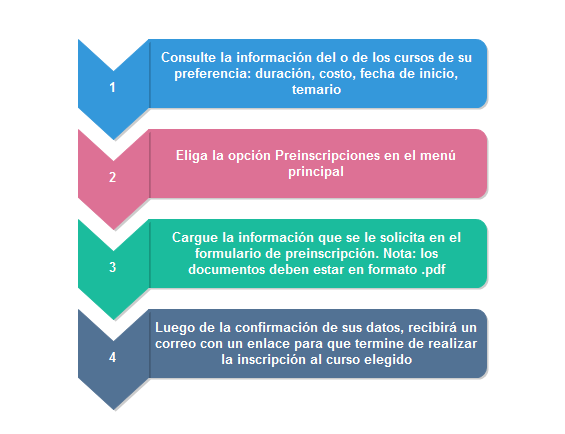 1
Consulte la información del o de los cursos de su
preferencia: duración, costo, fecha de inicio,
temario
2
Eliga la opción Preinscripciones en el menú
principal
3
Cargue la información que se le solicita en el
formulario de preinscripción. Nota: los
documentos deben estar en formato .pdf
4
Luego de la confirmación de sus datos, recibirá un
correo con un enlace para que termine de realizar
la inscripción al curso elegido